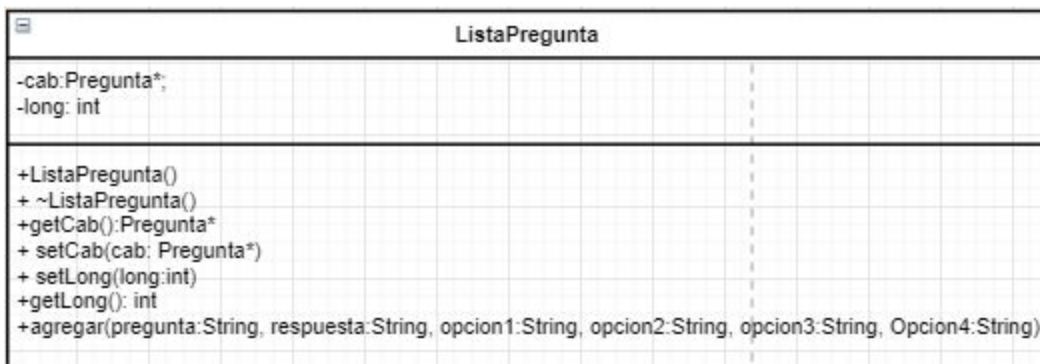 ListaPregunta
-cab:Pregunta*;
-long: int
+ListaPregunta()
+ ~ListaPregunta()
+getCab():Pregunta*
+ setCab(cab: Pregunta*)
+ setLong(long:int)
+getLong(): int
+agregar(pregunta:String, respuesta:String, opcion1:String, opcion2:String, opcion3:String, Opcion4:String)